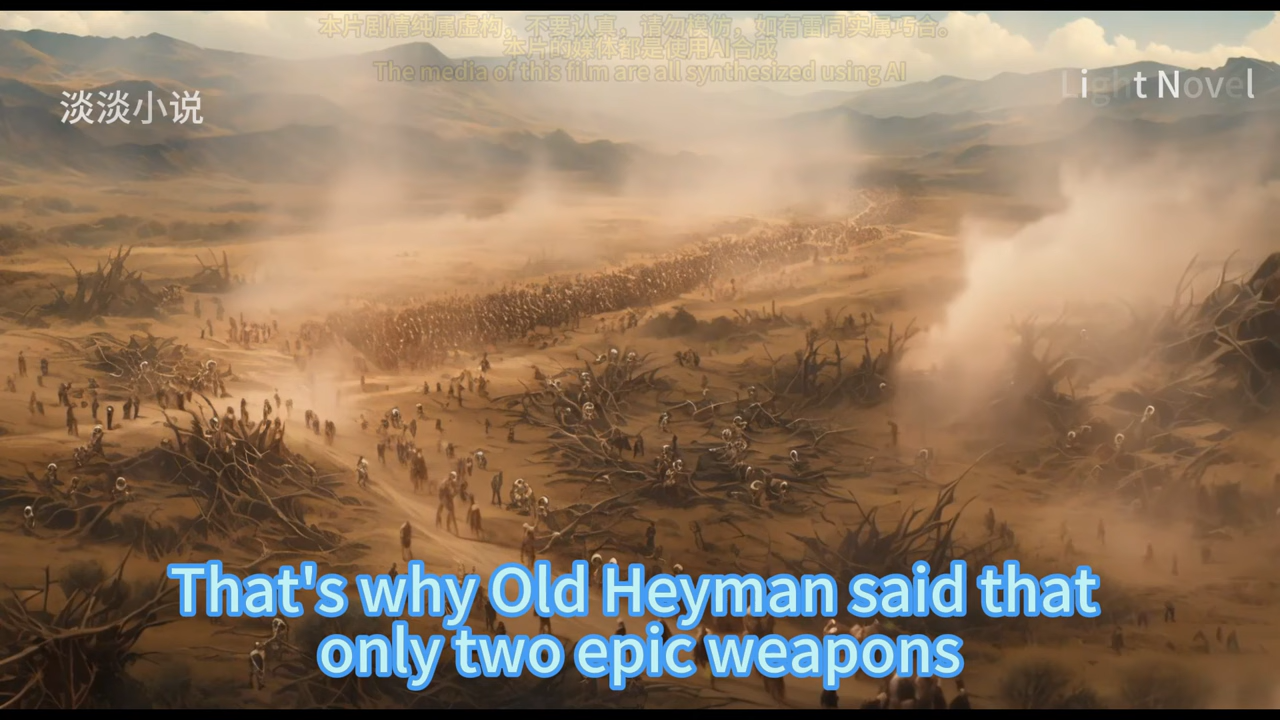 本片剧情纯属虚构，不要认真，请勿模仿，如有雷同实属巧合。
本片的媒体都是使用AI合成
The media of this film are all synthesized using AI
淡淡小说
Light Novel
That's why Old Heyman said that
only two epic weapons